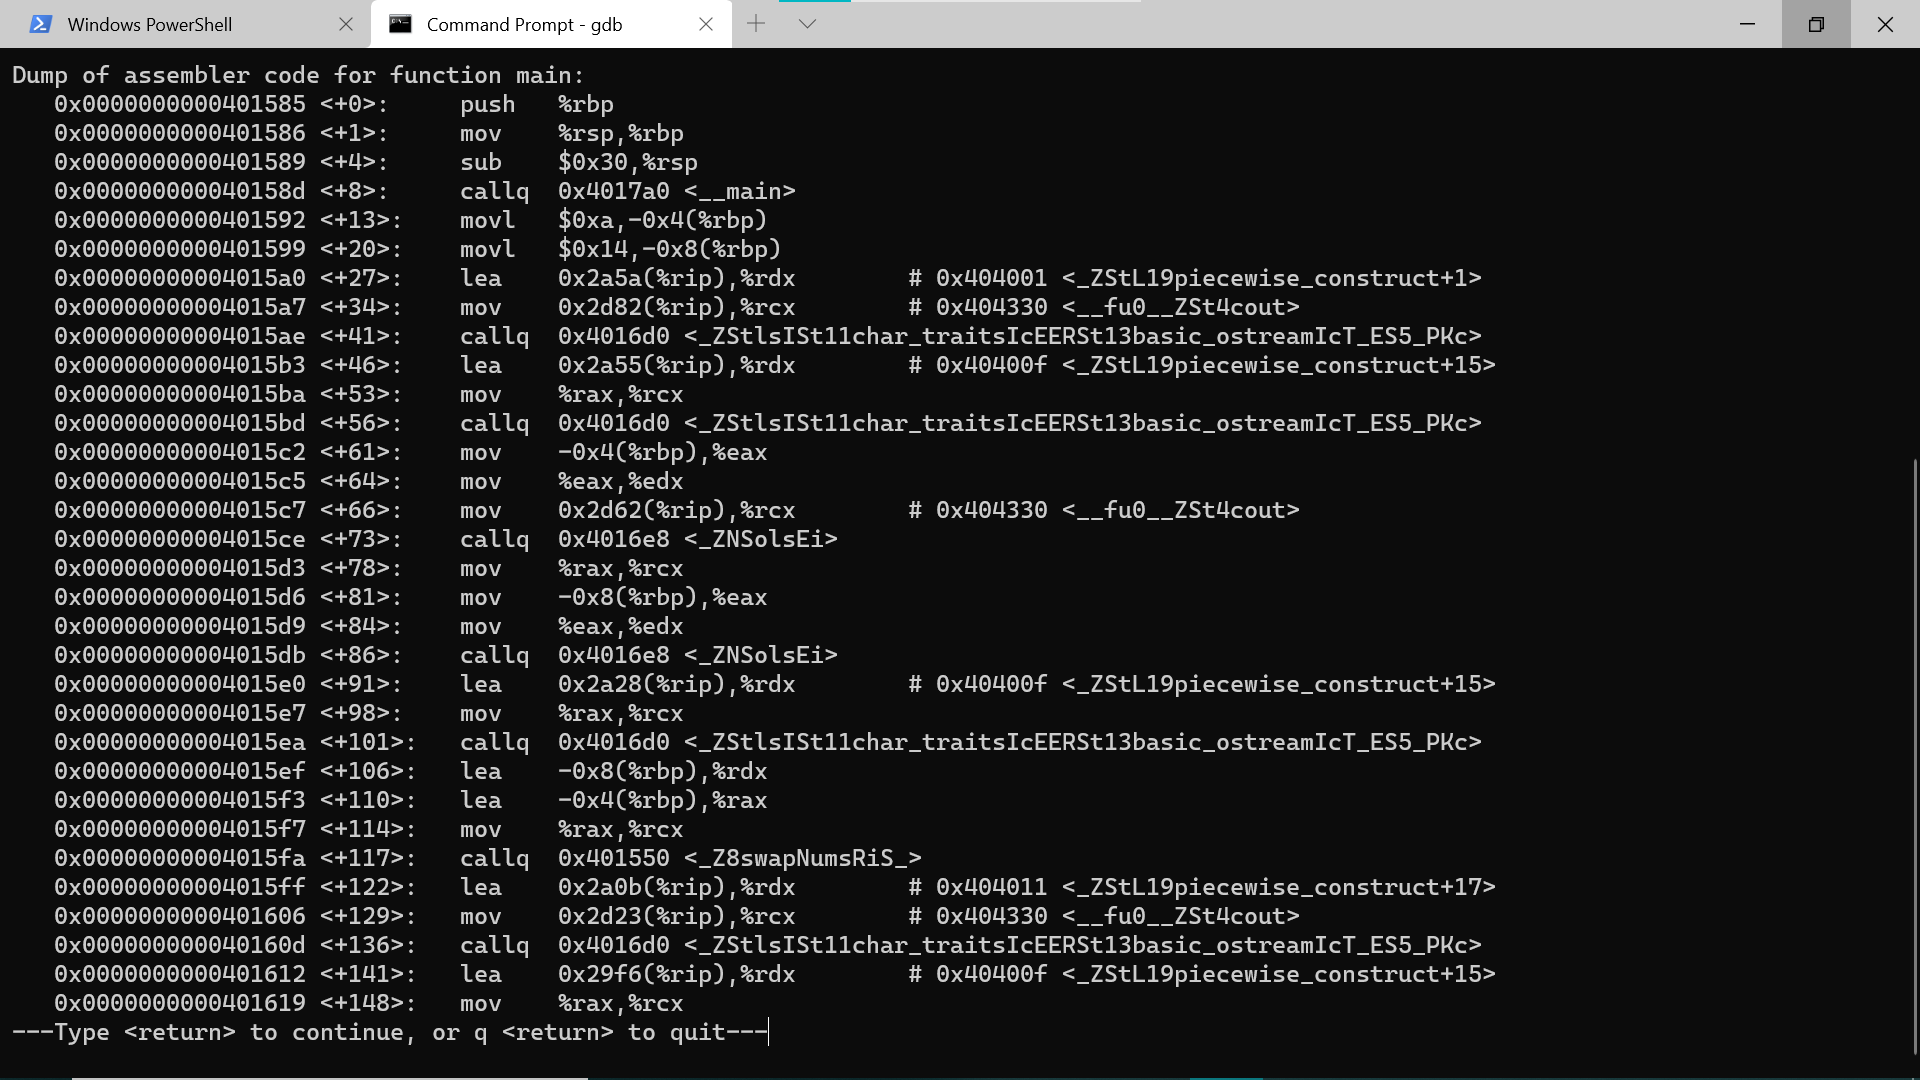 Windows PowerShell
Command Prompt - gdb
Dump of assembler code for function main:
   0x0000000000401585 <+0>:     push   %rbp
   0x0000000000401586 <+1>:     mov    %rsp,%rbp
   0x0000000000401589 <+4>:     sub    $0x30,%rsp
   0x000000000040158d <+8>:     callq  0x4017a0 <__main>
   0x0000000000401592 <+13>:    movl   $0xa,-0x4(%rbp)
   0x0000000000401599 <+20>:    movl   $0x14,-0x8(%rbp)
   0x00000000004015a0 <+27>:    lea    0x2a5a(%rip),%rdx        # 0x404001 <_ZStL19piecewise_construct+1>
   0x00000000004015a7 <+34>:    mov    0x2d82(%rip),%rcx        # 0x404330 <__fu0__ZSt4cout>
   0x00000000004015ae <+41>:    callq  0x4016d0 <_ZStlsISt11char_traitsIcEERSt13basic_ostreamIcT_ES5_PKc>
   0x00000000004015b3 <+46>:    lea    0x2a55(%rip),%rdx        # 0x40400f <_ZStL19piecewise_construct+15>
   0x00000000004015ba <+53>:    mov    %rax,%rcx
   0x00000000004015bd <+56>:    callq  0x4016d0 <_ZStlsISt11char_traitsIcEERSt13basic_ostreamIcT_ES5_PKc>
   0x00000000004015c2 <+61>:    mov    -0x4(%rbp),%eax
   0x00000000004015c5 <+64>:    mov    %eax,%edx
   0x00000000004015c7 <+66>:    mov    0x2d62(%rip),%rcx        # 0x404330 <__fu0__ZSt4cout>
   0x00000000004015ce <+73>:    callq  0x4016e8 <_ZNSolsEi>
   0x00000000004015d3 <+78>:    mov    %rax,%rcx
   0x00000000004015d6 <+81>:    mov    -0x8(%rbp),%eax
   0x00000000004015d9 <+84>:    mov    %eax,%edx
   0x00000000004015db <+86>:    callq  0x4016e8 <_ZNSolsEi>
   0x00000000004015e0 <+91>:    lea    0x2a28(%rip),%rdx        # 0x40400f <_ZStL19piecewise_construct+15>
   0x00000000004015e7 <+98>:    mov    %rax,%rcx
   0x00000000004015ea <+101>:   callq  0x4016d0 <_ZStlsISt11char_traitsIcEERSt13basic_ostreamIcT_ES5_PKc>
   0x00000000004015ef <+106>:   lea    -0x8(%rbp),%rdx
   0x00000000004015f3 <+110>:   lea    -0x4(%rbp),%rax
   0x00000000004015f7 <+114>:   mov    %rax,%rcx
   0x00000000004015fa <+117>:   callq  0x401550 <_Z8swapNumsRiS_>
   0x00000000004015ff <+122>:   lea    0x2a0b(%rip),%rdx        # 0x404011 <_ZStL19piecewise_construct+17>
   0x0000000000401606 <+129>:   mov    0x2d23(%rip),%rcx        # 0x404330 <__fu0__ZSt4cout>
   0x000000000040160d <+136>:   callq  0x4016d0 <_ZStlsISt11char_traitsIcEERSt13basic_ostreamIcT_ES5_PKc>
   0x0000000000401612 <+141>:   lea    0x29f6(%rip),%rdx        # 0x40400f <_ZStL19piecewise_construct+15>
   0x0000000000401619 <+148>:   mov    %rax,%rcx
---Type <return> to continue, or q <return> to quit---